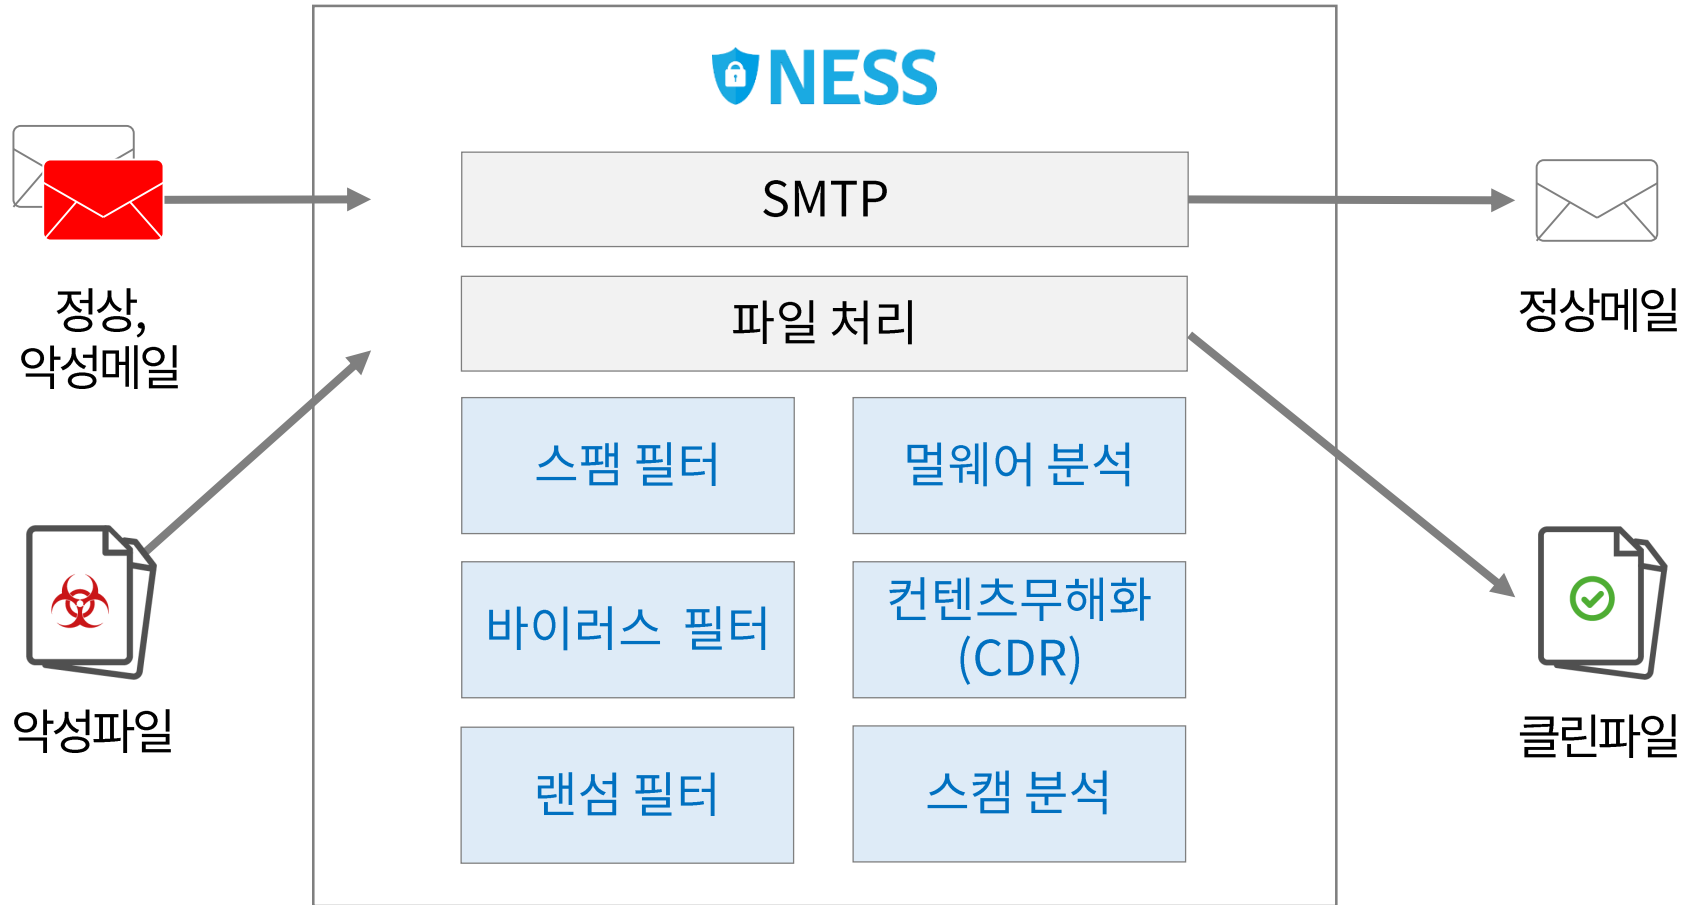 NESS
SMTP
파일 처리
정상,
악성메일
정상메일
스팸 필터
멀웨어 분석
바이러스 필터
컨텐츠무해화
(CDR)
악성파일
클린파일
랜섬 필터
스캠 분석